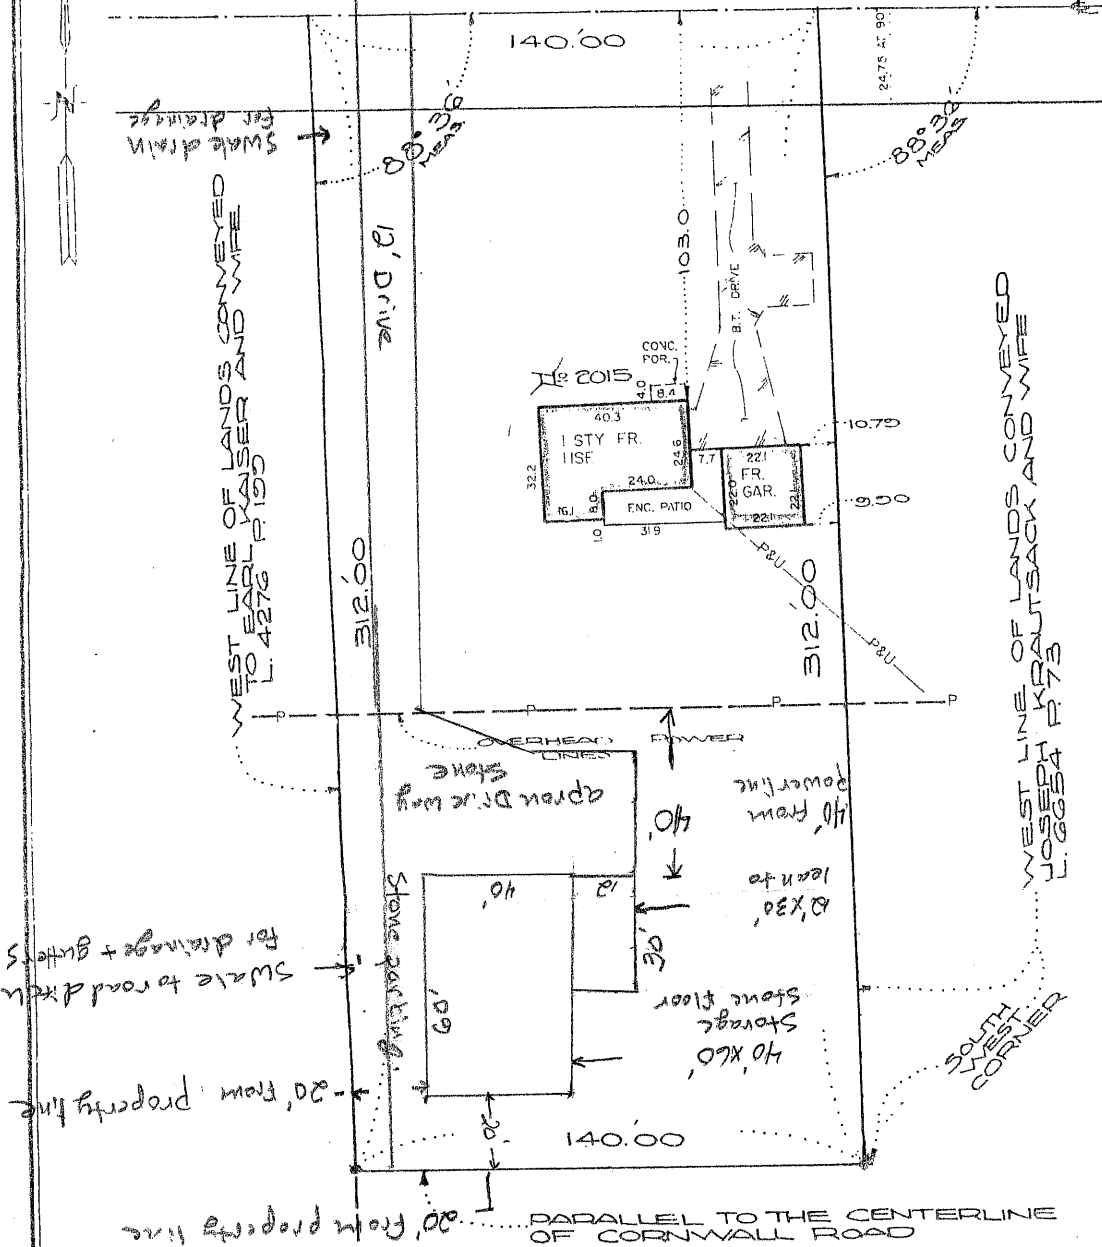 140.'00
24.75 AT 90°
N
Swale drain
for drainage
88° 36'
MEAS.
88° 36'
MEAS.
WEST LINE OF LANDS CONVEYED
TO EARL KAISER AND WIFE
L. 4276 P. 199
12' Drive
103.0
B.T. DRIVE
CONC.
POR.
No 2015
4.0
8.4
40.3
1 STY FR.
HSE
24.6
32.2
24.0
16.1
8.0
1.0
ENC. PATIO
31.9
7.7
22.1
FR.
GAR.
22.0
22.1
22.1
10.79
9.90
P&U
P&U
312.'00
312.'00
WEST LINE OF LANDS CONVEYED
JOSEPH KRAUTSACK AND WIFE
L. 6654 P. 73
P
P
P
P
OVERHEAD POWER
LINES
apron Drive way
Stone
40'
40' from
powerline
Stone parking
40'
12
12'x30'
lean to
30'
60'
Swale to road ditch
for drainage + gutters
40'x60'
Storage
Stone floor
20' from property line
20'
140.'00
SOUTH
WEST
CORNER
20' from property line
PARALLEL TO THE CENTERLINE
OF CORNWALL ROAD